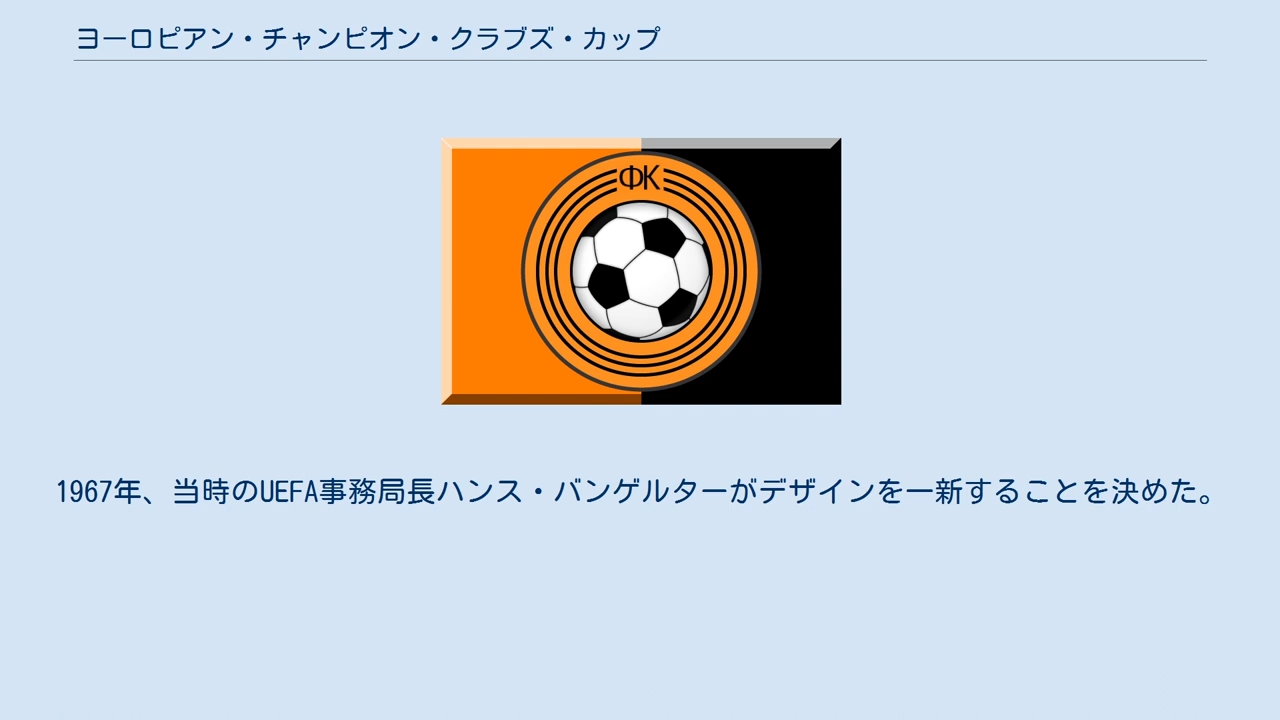 ヨーロピアン・チャンピオン・クラブズ・カップ
ФК
1967年、当時のUEFA事務局長ハンス・バンゲルターがデザインを一新することを決めた。